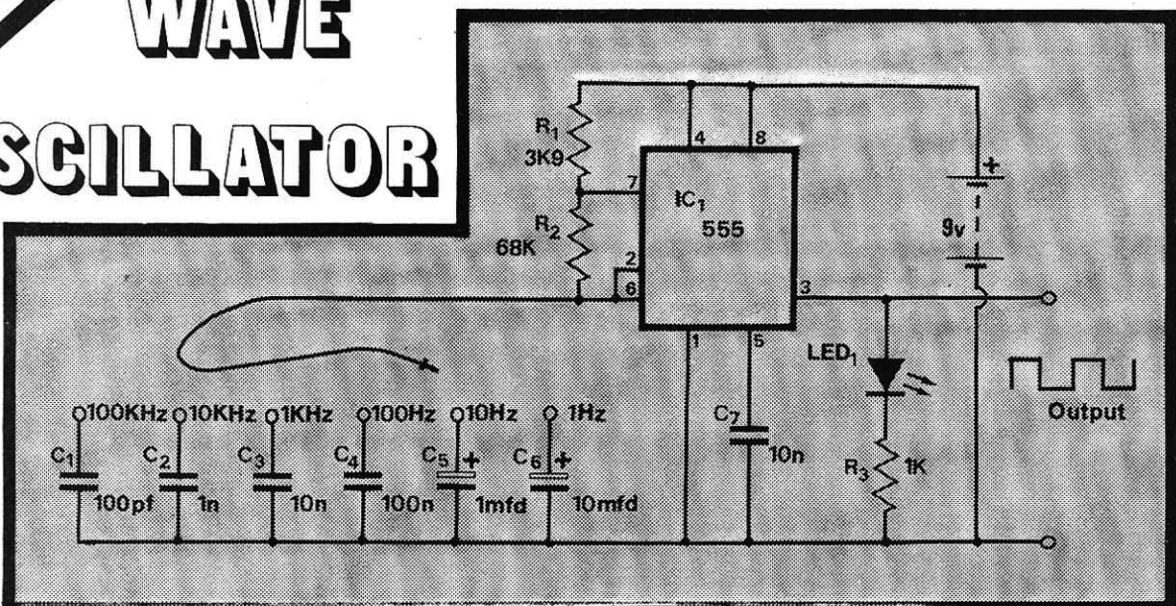 WAVE
SCILLATOR
R1
3K9
R2
68K
4
8
7
2
6
3
1
5
IC1
555
+
9v
LED1
Output
100KHz
10KHz
1KHz
100Hz
10Hz
1Hz
C1
100pf
C2
1n
C3
10n
C4
100n
C5
+
1mfd
C6
+
10mfd
C7
10n
R3
1K